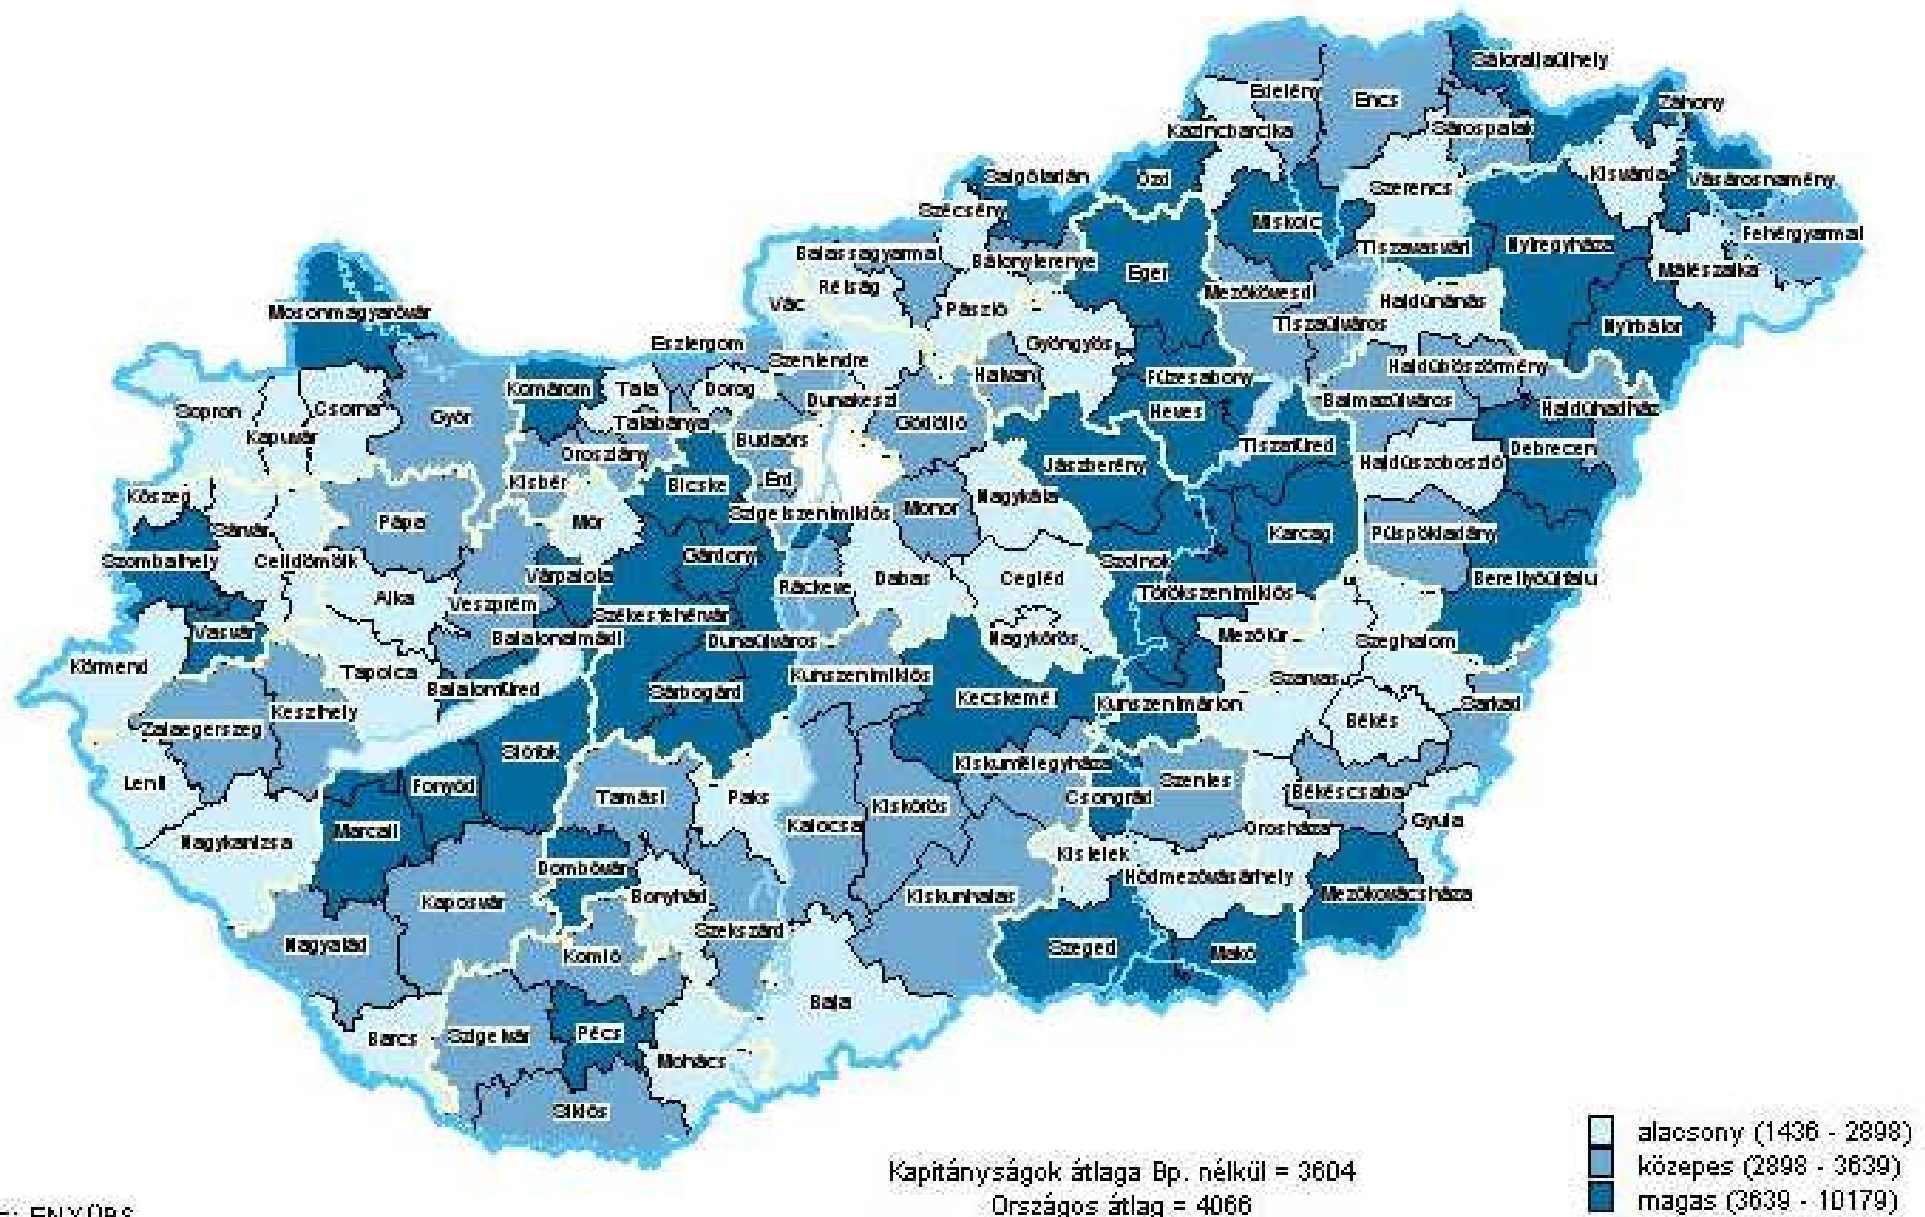 Sátoraljaújhely
Edelény
Encs
Záhony
Kazincbarcika
Sárospatak
Salgótarján
Ózd
Szerencs
Kisvárda
Vásárosnamény
Szécsény
Miskolc
Fehérgyarmat
Balassagyarmat
Bátonyterenye
Eger
Tiszavasvári
Nyíregyháza
Mátészalka
Rétság
Vác
Pásztó
Mezőkövesd
Hajdúnánás
Mosonmagyaróvár
Tiszaújváros
Nyírbátor
Esztergom
Szentendre
Gyöngyös
Hatvan
Füzesabony
Hajdúböszörmény
Komárom
Tata
Dorog
Dunakeszi
Balmazújváros
Hajdúhadház
Sopron
Csorna
Győr
Tatabánya
Gödöllő
Heves
Kapuvár
Budaörs
Tiszafüred
Debrecen
Oroszlány
Jászberény
Hajdúszoboszló
Kisbér
Bicske
Érd
Kőszeg
Nagykáta
Szigetszentmiklós
Monor
Mór
Pápa
Sárvár
Karcag
Püspökladány
Szombathely
Celldömölk
Gárdony
Szolnok
Várpalota
Ráckeve
Dabas
Cegléd
Berettyóújfalu
Ajka
Veszprém
Törökszentmiklós
Székesfehérvár
Vasvár
Balatonalmádi
Dunaújváros
Nagykőrös
Mezőtúr
Szeghalom
Körmend
Tapolca
Kunszentmiklós
Szarvas
Balatonfüred
Sárbogárd
Kecskemét
Kunszentmárton
Sarkad
Keszthely
Békés
Zalaegerszeg
Siófok
Kiskunfélegyháza
Lenti
Fonyód
Szentes
Tamási
Paks
Csongrád
Békéscsaba
Kiskőrös
Kalocsa
Orosháza
Gyula
Marcali
Nagykanizsa
Kistelek
Dombóvár
Hódmezővásárhely
Bonyhád
Kiskunhalas
Mezőkovácsháza
Kaposvár
Szekszárd
Nagyatád
Komló
Szeged
Makó
Baja
Barcs
Szigetvár
Pécs
Mohács
Siklós
alacsony (1436 - 2898)
közepes (2898 - 3639)
magas (3639 - 10179)
Kapitányságok átlaga Bp. nélkül = 3604
Országos átlag = 4066